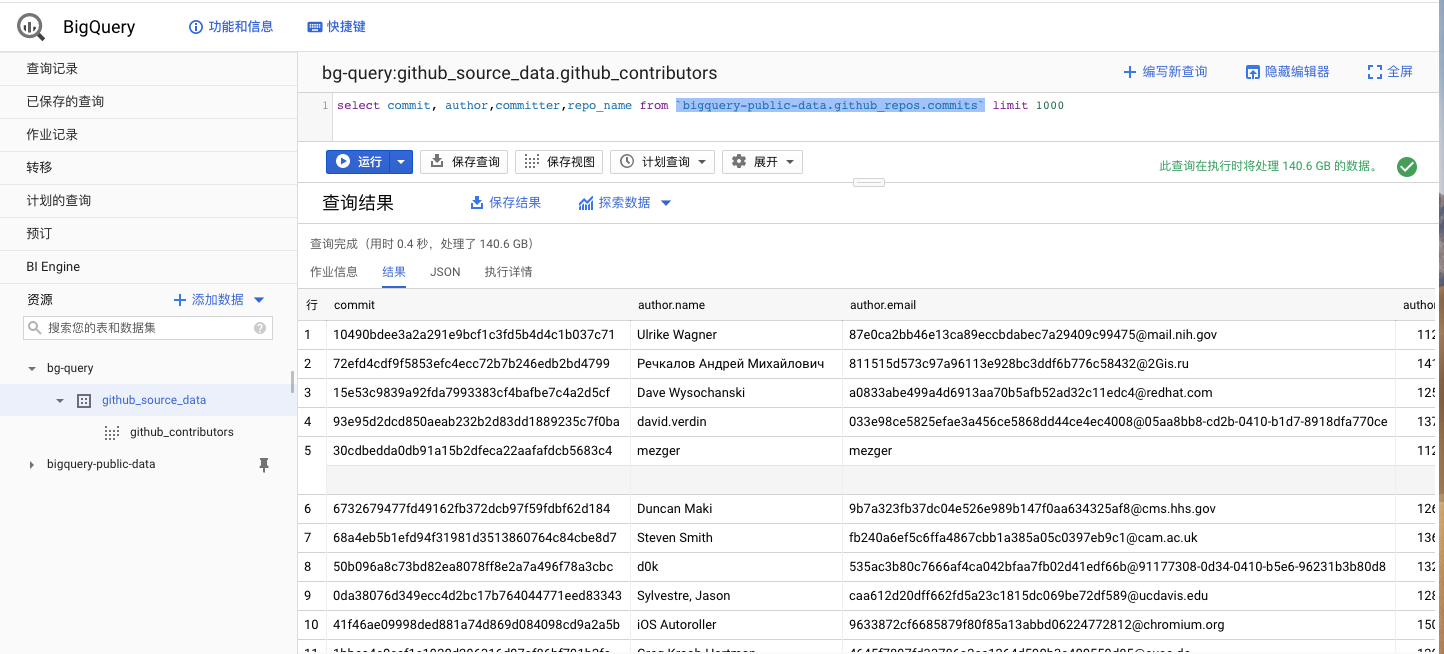 BigQuery 功能和信息 快捷键
查询记录
已保存的查询
作业记录
转移
计划的查询
预订
BI Engine
资源 添加数据
搜索您的表和数据集
bg-query
github_source_data
github_contributors
bigquery-public-data
bg-query:github_source_data.github_contributors 编写新查询 隐藏编辑器 全屏
1 select commit, author,committer,repo_name from `bigquery-public-data.github_repos.commits` limit 1000
运行 保存查询 保存视图 计划查询 展开 此查询在执行时将处理 140.6 GB 的数据。
查询结果 保存结果 探索数据
查询完成（用时 0.4 秒，处理了 140.6 GB）
作业信息 结果 JSON 执行详情
行 commit author.name author.email author
1 10490bdee3a2a291e9bcf1c3fd5b4d4c1b037c71 Ulrike Wagner 87e0ca2bb46e13ca89eccbdabec7a29409c99475@mail.nih.gov 112
2 72efd4cdf9f5853efc4ecc72b7b246edb2bd4799 Речкалов Андрей Михайлович 811515d573c97a96113e928bc3ddf6b776c58432@2Gis.ru 141
3 15e53c9839a92fda7993383cf4bafbe7c4a2d5cf Dave Wysochanski a0833abe499a4d6913aa70b5afb52ad32c11edc4@redhat.com 125
4 93e95d2dcd850aeab232b2d83dd1889235c7f0ba david.verdin 033e98ce5825efae3a456ce5868dd44ce4ec4008@05aa8bb8-cd2b-0410-b1d7-8918dfa770ce 137
5 30cdbedda0db91a15b2dfeca22aafafdcb5683c4 mezger mezger 112
6 6732679477fd49162fb372dcb97f59fdbf62d184 Duncan Maki 9b7a323fb37dc04e526e989b147f0aa634325af8@cms.hhs.gov 126
7 68a4eb5b1efd94f31981d3513860764c84cbe8d7 Steven Smith fb240a6ef5c6ffa4867cbb1a385a05c0397eb9c1@cam.ac.uk 136
8 50b096a8c73bd82ea8078ff8e2a7a496f78a3cbc d0k 535ac3b80c7666af4ca042bfaa7fb02d41edf66b@91177308-0d34-0410-b5e6-96231b3b80d8 132
9 0da38076d349ecc4d2bc17b764044771eed83343 Sylvestre, Jason caa612d20dff662fd5a23c1815dc069be72df589@ucdavis.edu 128
10 41f46ae09998ded881a74d869d084098cd9a2a5b iOS Autoroller 9633872cf6685879f80f85a13abbd06224772812@chromium.org 150
11